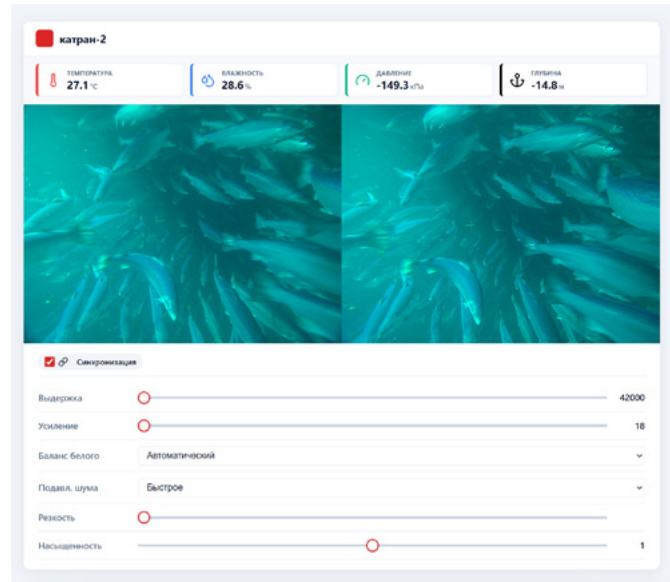 катран-2
ТЕМПЕРАТУРА
27.1 °C
ВЛАЖНОСТЬ
28.6 %
ДАВЛЕНИЕ
-149.3 кПа
ГЛУБИНА
-14.8 м
Синхронизация
Выдержка 42000
Усиление 18
Баланс белого Автоматический
Подавл. шума Быстрое
Резкость
Насыщенность 1